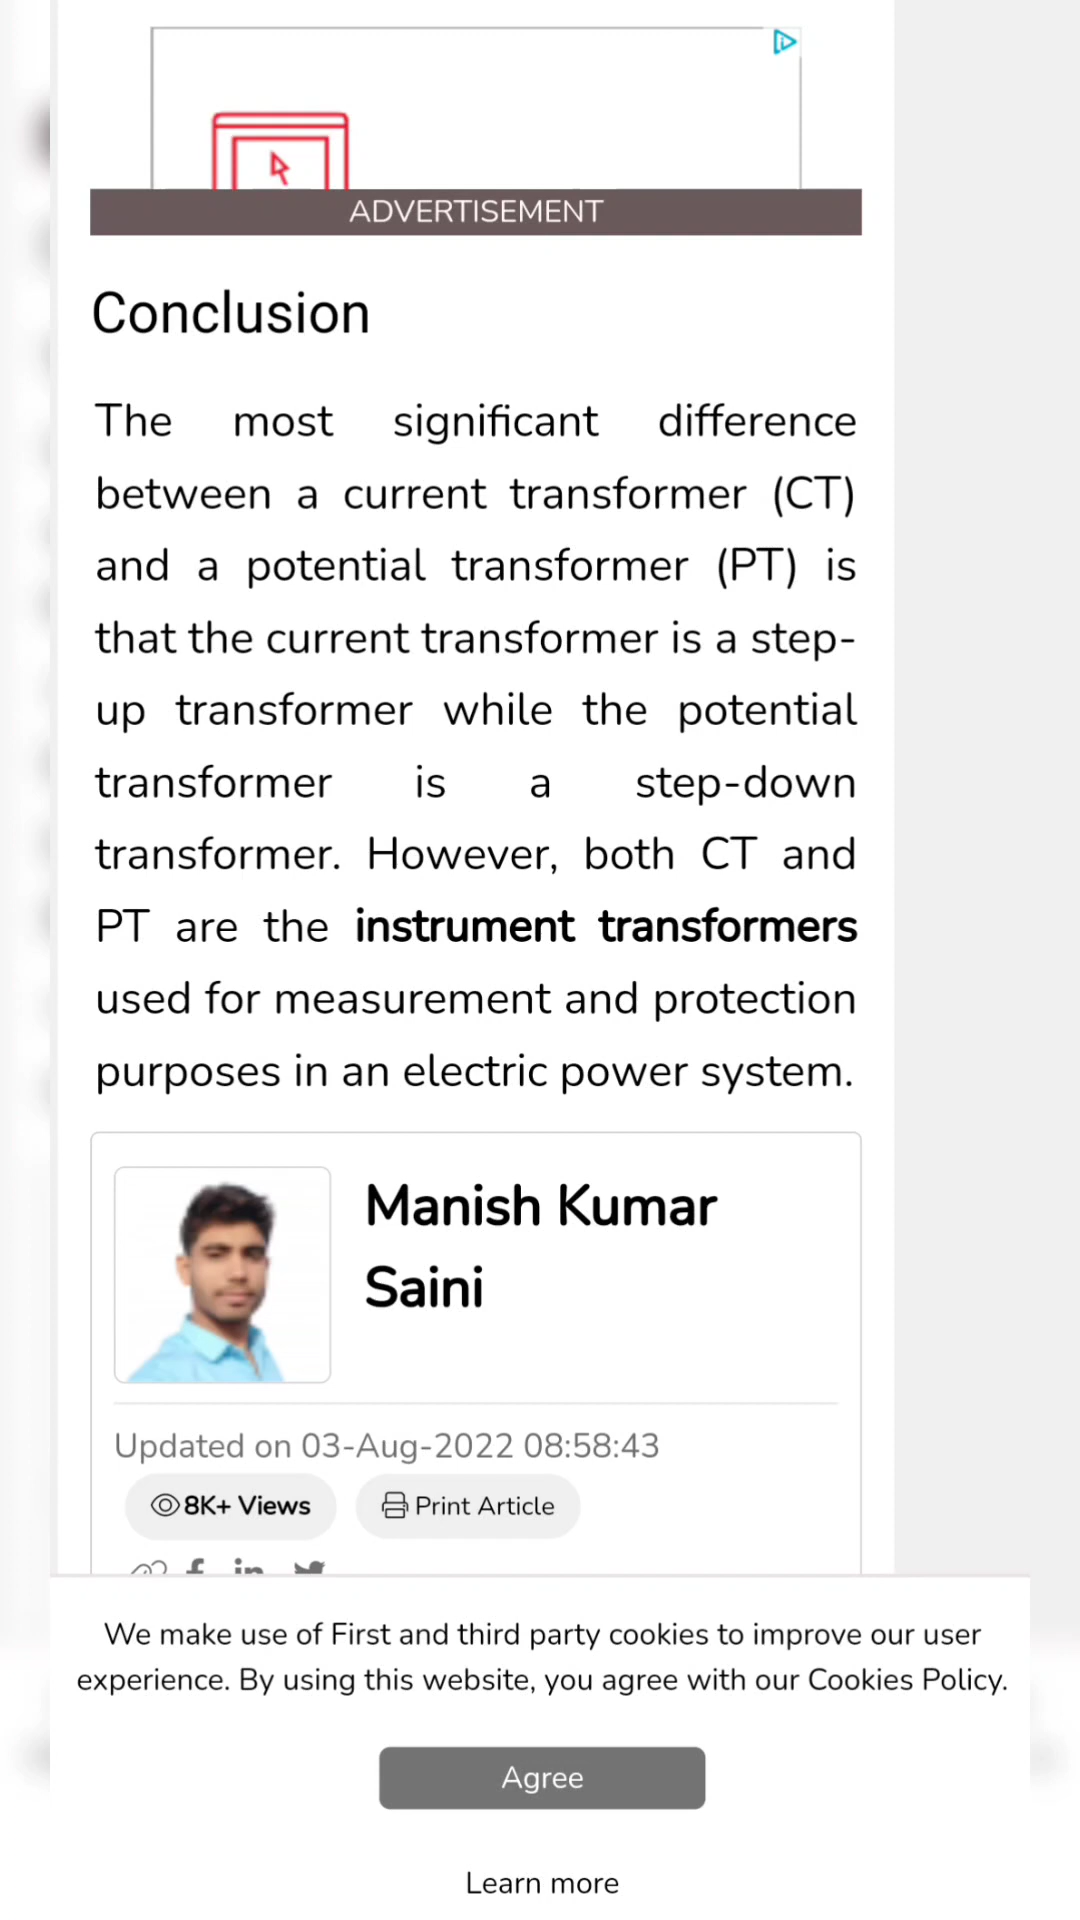 ADVERTISEMENT
Conclusion
The most significant difference
between a current transformer (CT)
and a potential transformer (PT) is
that the current transformer is a step-
up transformer while the potential
transformer is a step-down
transformer. However, both CT and
PT are the instrument transformers
used for measurement and protection
purposes in an electric power system.
Manish Kumar
Saini
Updated on 03-Aug-2022 08:58:43
8K+ Views
Print Article
We make use of First and third party cookies to improve our user
experience. By using this website, you agree with our Cookies Policy.
Agree
Learn more